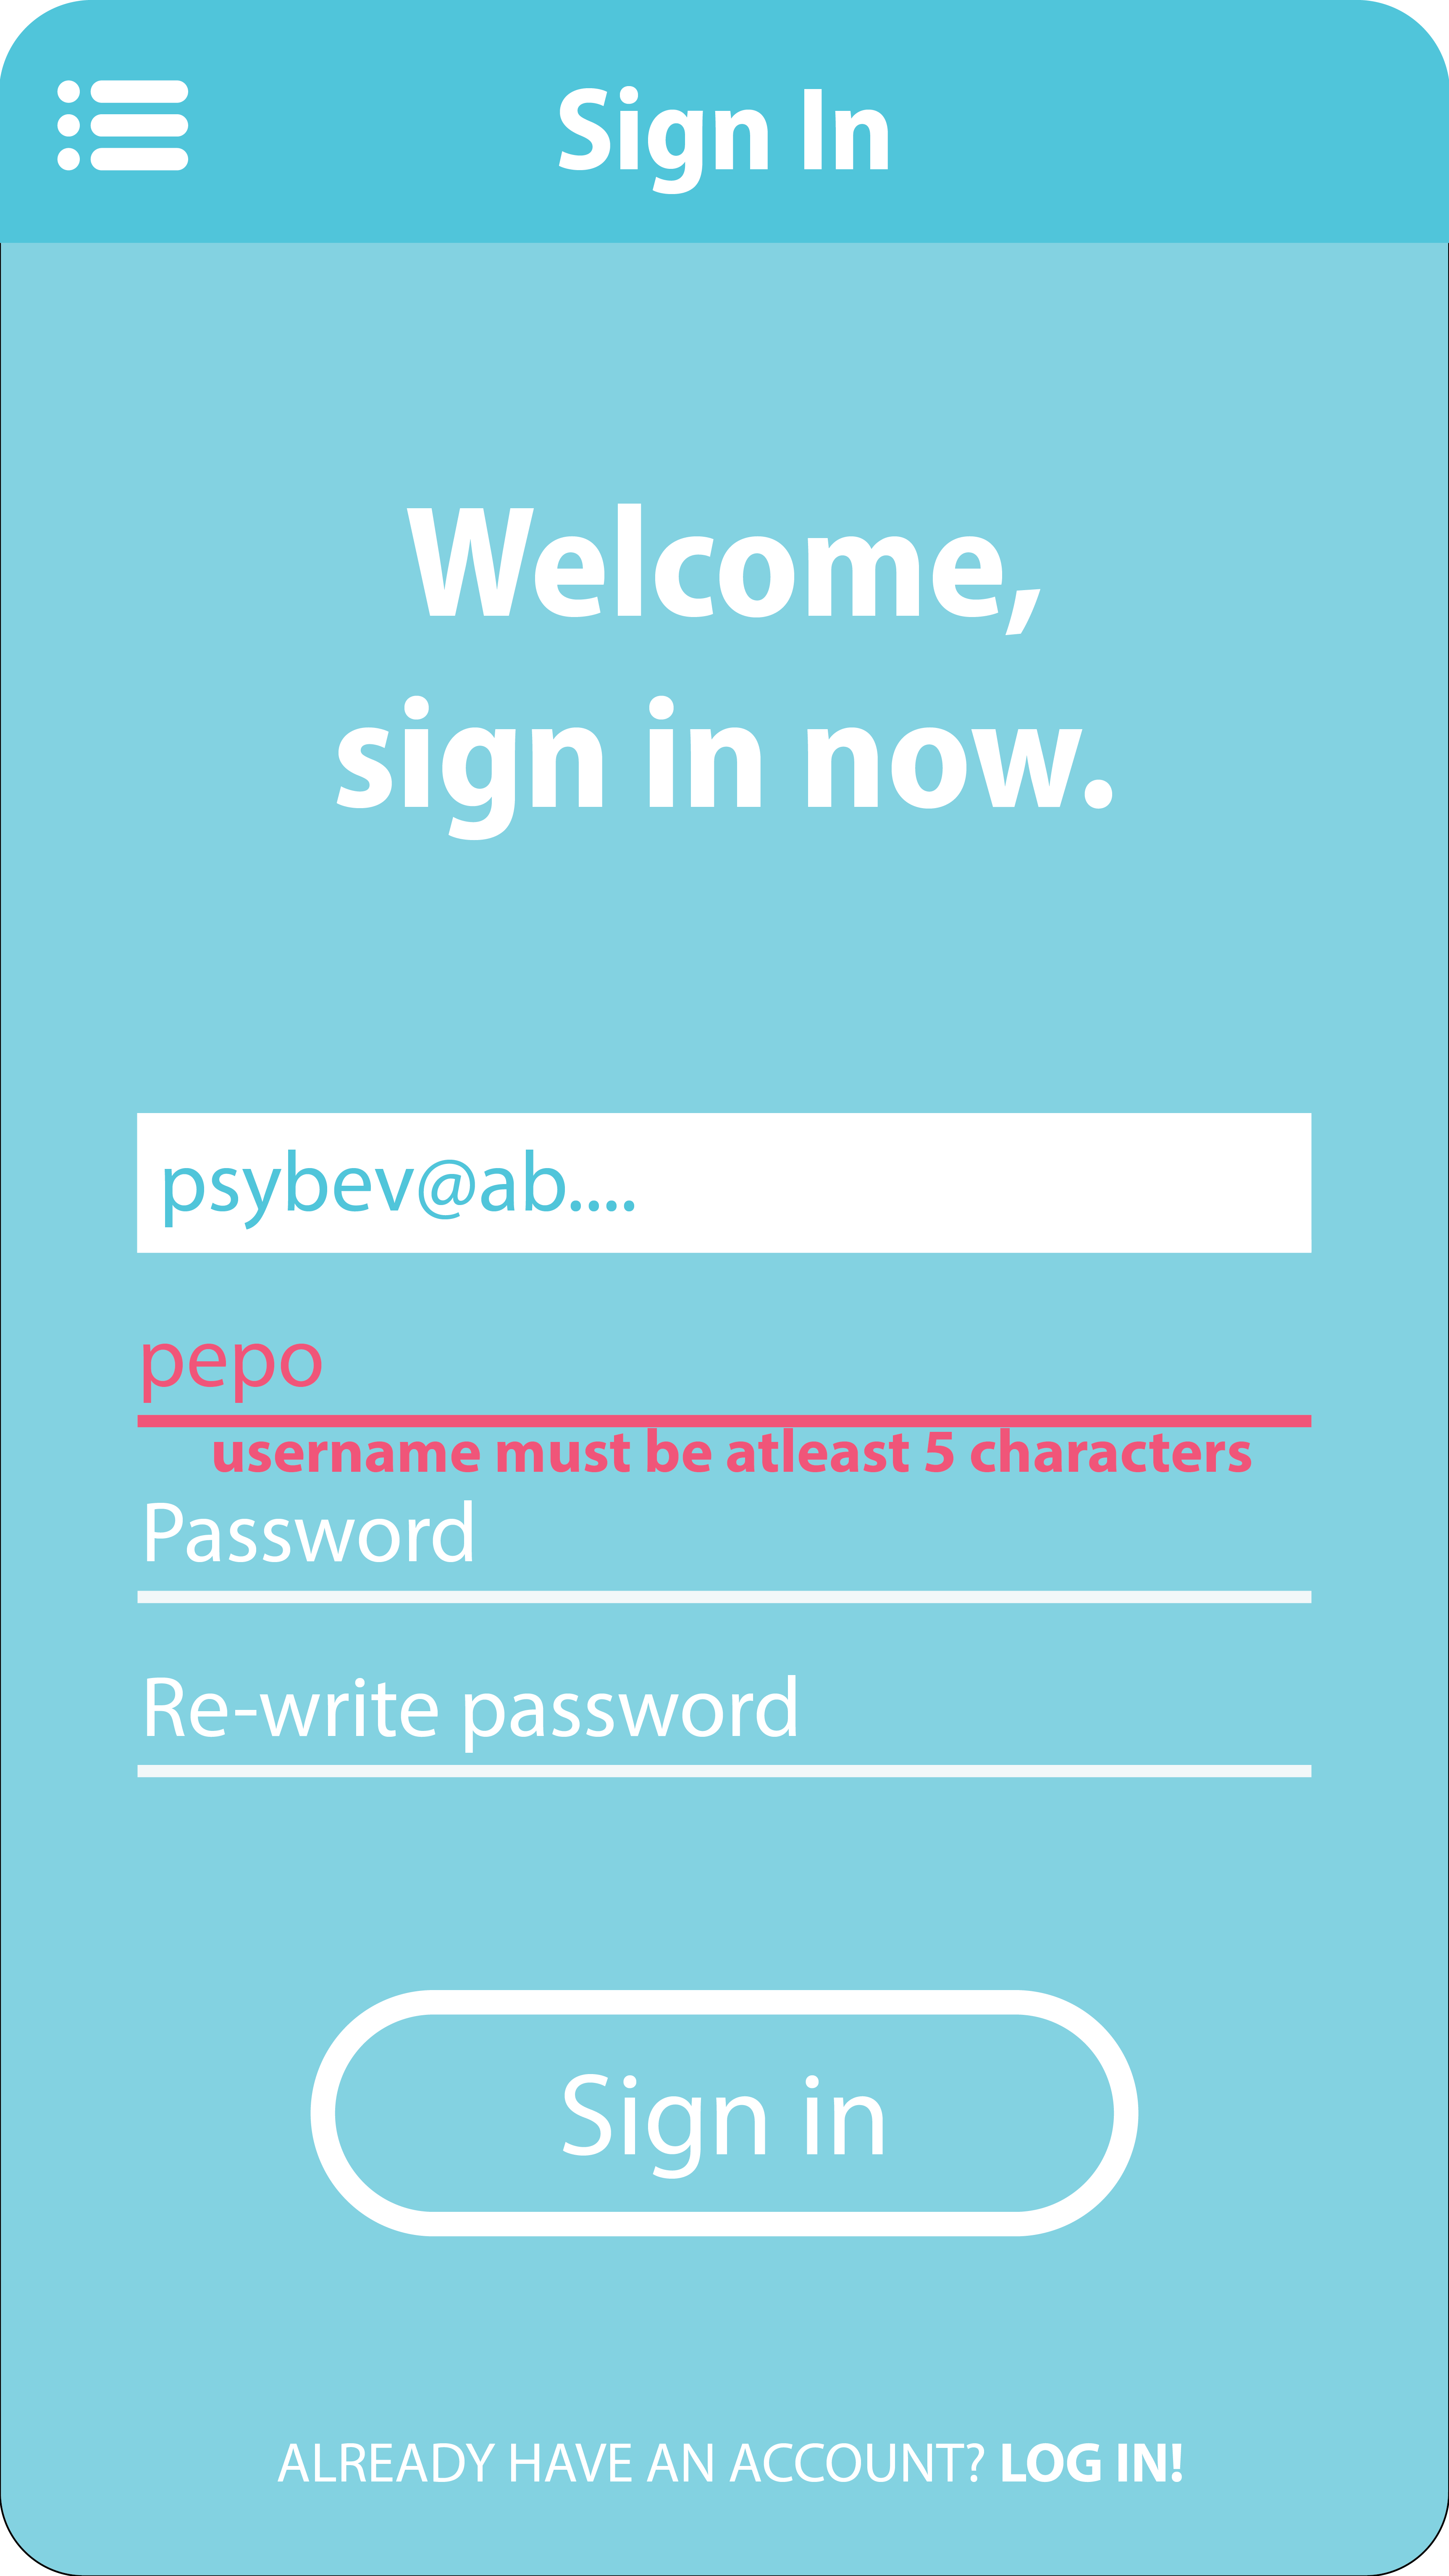 Sign In
Welcome,
sign in now.
psybev@ab....
pepo
username must be atleast 5 characters
Password
Re-write password
Sign in
ALREADY HAVE AN ACCOUNT? LOG IN!